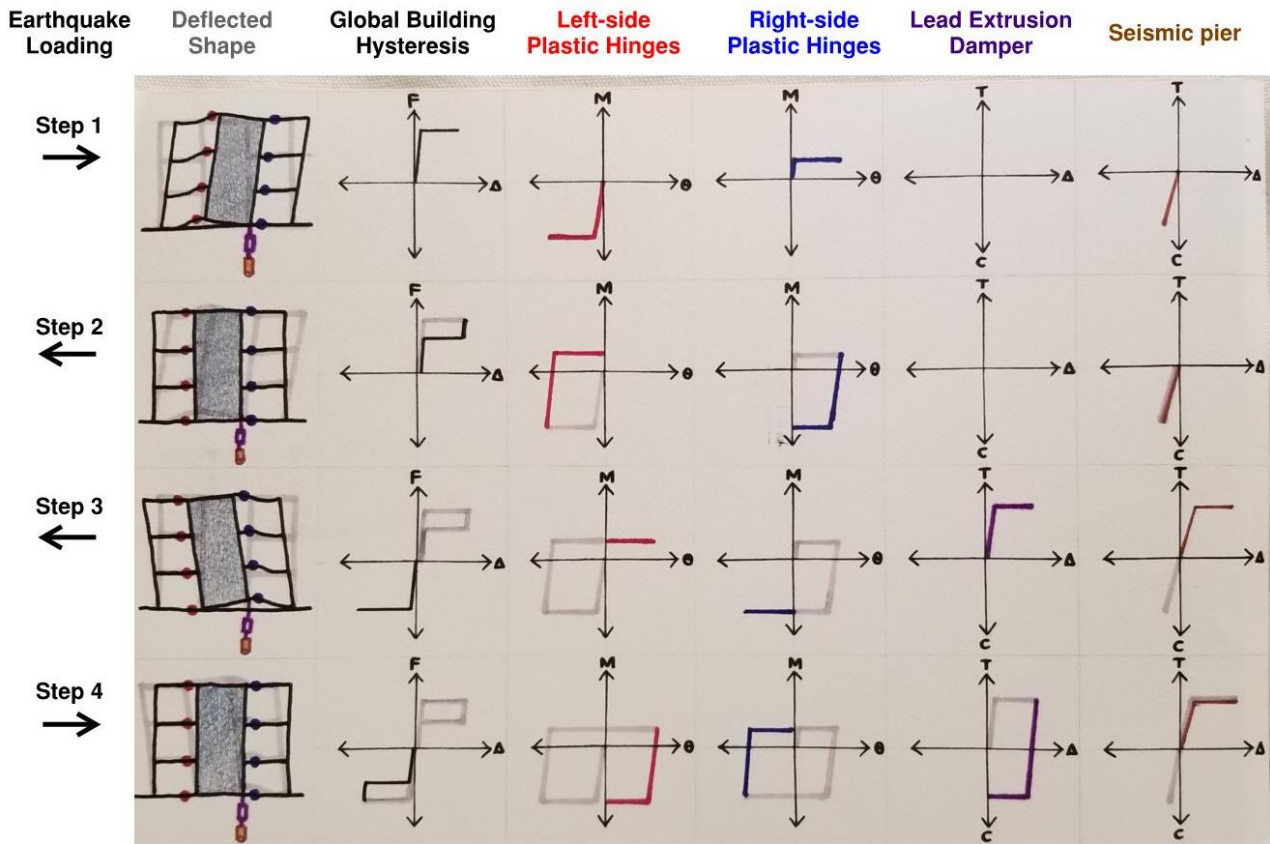 Earthquake Loading
Deflected Shape
Global Building Hysteresis
Left-side Plastic Hinges
Right-side Plastic Hinges
Lead Extrusion Damper
Seismic pier
Step 1
F
Δ
M
θ
M
θ
T
Δ
C
T
Δ
C
Step 2
F
Δ
M
θ
M
θ
T
Δ
C
T
Δ
C
Step 3
F
Δ
M
θ
M
θ
T
Δ
C
T
Δ
C
Step 4
F
Δ
M
θ
M
θ
T
Δ
C
T
Δ
C